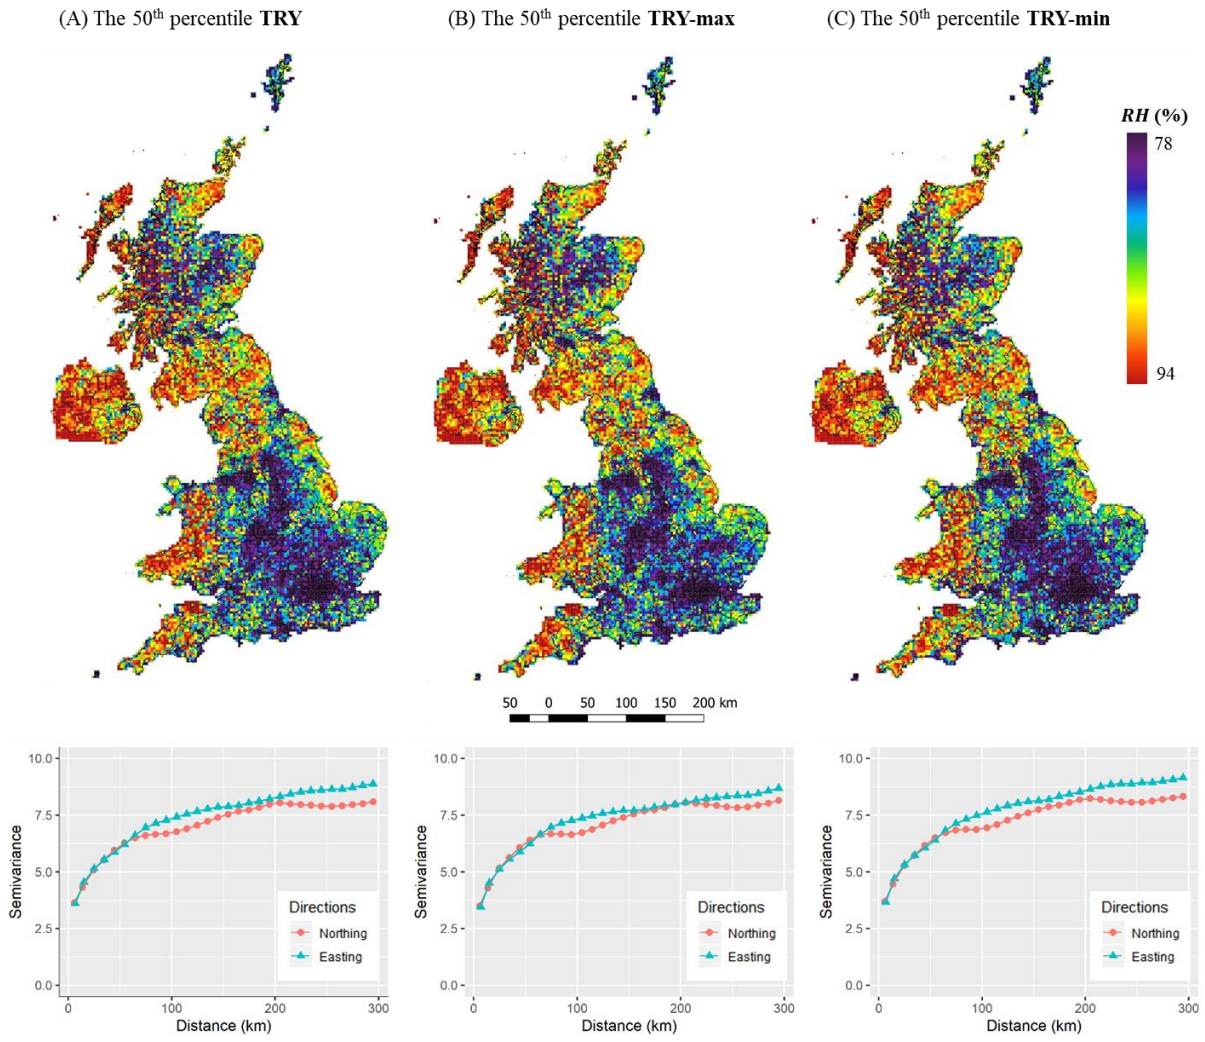 (A) The 50th percentile TRY
(B) The 50th percentile TRY-max
(C) The 50th percentile TRY-min
RH (%)
78
94
50 0 50 100 150 200 km
10.0
7.5
5.0
2.5
0.0
Semivariance
Directions
Northing
Easting
0 100 200 300
Distance (km)
10.0
7.5
5.0
2.5
0.0
Semivariance
Directions
Northing
Easting
0 100 200 300
Distance (km)
10.0
7.5
5.0
2.5
0.0
Semivariance
Directions
Northing
Easting
0 100 200 300
Distance (km)